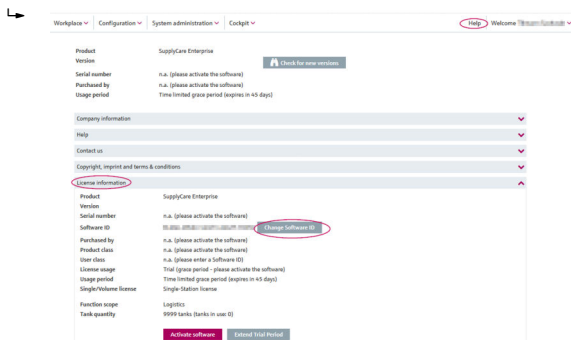 Workplace Configuration System administration Cockpit Help Welcome
Product SupplyCare Enterprise
Version Check for new versions
Serial number n.a. (please activate the software)
Purchased by n.a. (please activate the software)
Usage period Time limited grace period (expires in 45 days)
Company information
Help
Contact us
Copyright, imprint and terms & conditions
License information
Product SupplyCare Enterprise
Version
Serial number n.a. (please activate the software)
Software ID Change Software ID
Purchased by n.a. (please activate the software)
Product class n.a. (please activate the software)
User class n.a. (please enter a Software ID)
License usage Trial (grace period - please activate the software)
Usage period Time limited grace period (expires in 45 days)
Single/Volume license Single-Station license
Function scope Logistics
Tank quantity 9999 tanks (tanks in use: 0)
Activate software Extend Trial Period